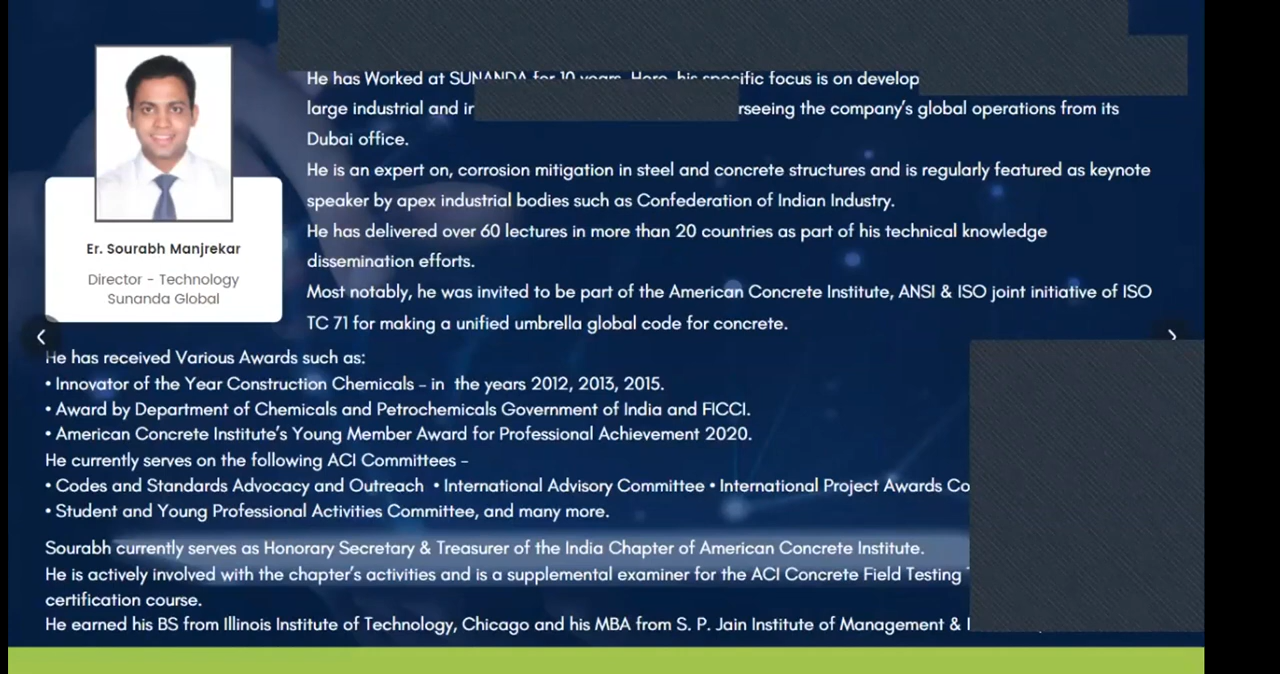 He has Worked at SUNANDA for 10 years. Here, his specific focus is on develop
large industrial and rseeing the company's global operations from its
Dubai office.
He is an expert on, corrosion mitigation in steel and concrete structures and is regularly featured as keynote
speaker by apex industrial bodies such as Confederation of Indian Industry.
He has delivered over 60 lectures in more than 20 countries as part of his technical knowledge
dissemination efforts.
Most notably, he was invited to be part of the American Concrete Institute, ANSI & ISO joint initiative of ISO
TC 71 for making a unified umbrella global code for concrete.
Er. Sourabh Manjrekar
Director - Technology
Sunanda Global
He has received Various Awards such as:
• Innovator of the Year Construction Chemicals - in the years 2012, 2013, 2015.
• Award by Department of Chemicals and Petrochemicals Government of India and FICCI.
• American Concrete Institute's Young Member Award for Professional Achievement 2020.
He currently serves on the following ACI Committees -
• Codes and Standards Advocacy and Outreach • International Advisory Committee • International Project Awards Co
• Student and Young Professional Activities Committee, and many more.
Sourabh currently serves as Honorary Secretary & Treasurer of the India Chapter of American Concrete Institute.
He is actively involved with the chapter's activities and is a supplemental examiner for the ACI Concrete Field Testing
certification course.
He earned his BS from Illinois Institute of Technology, Chicago and his MBA from S. P. Jain Institute of Management &